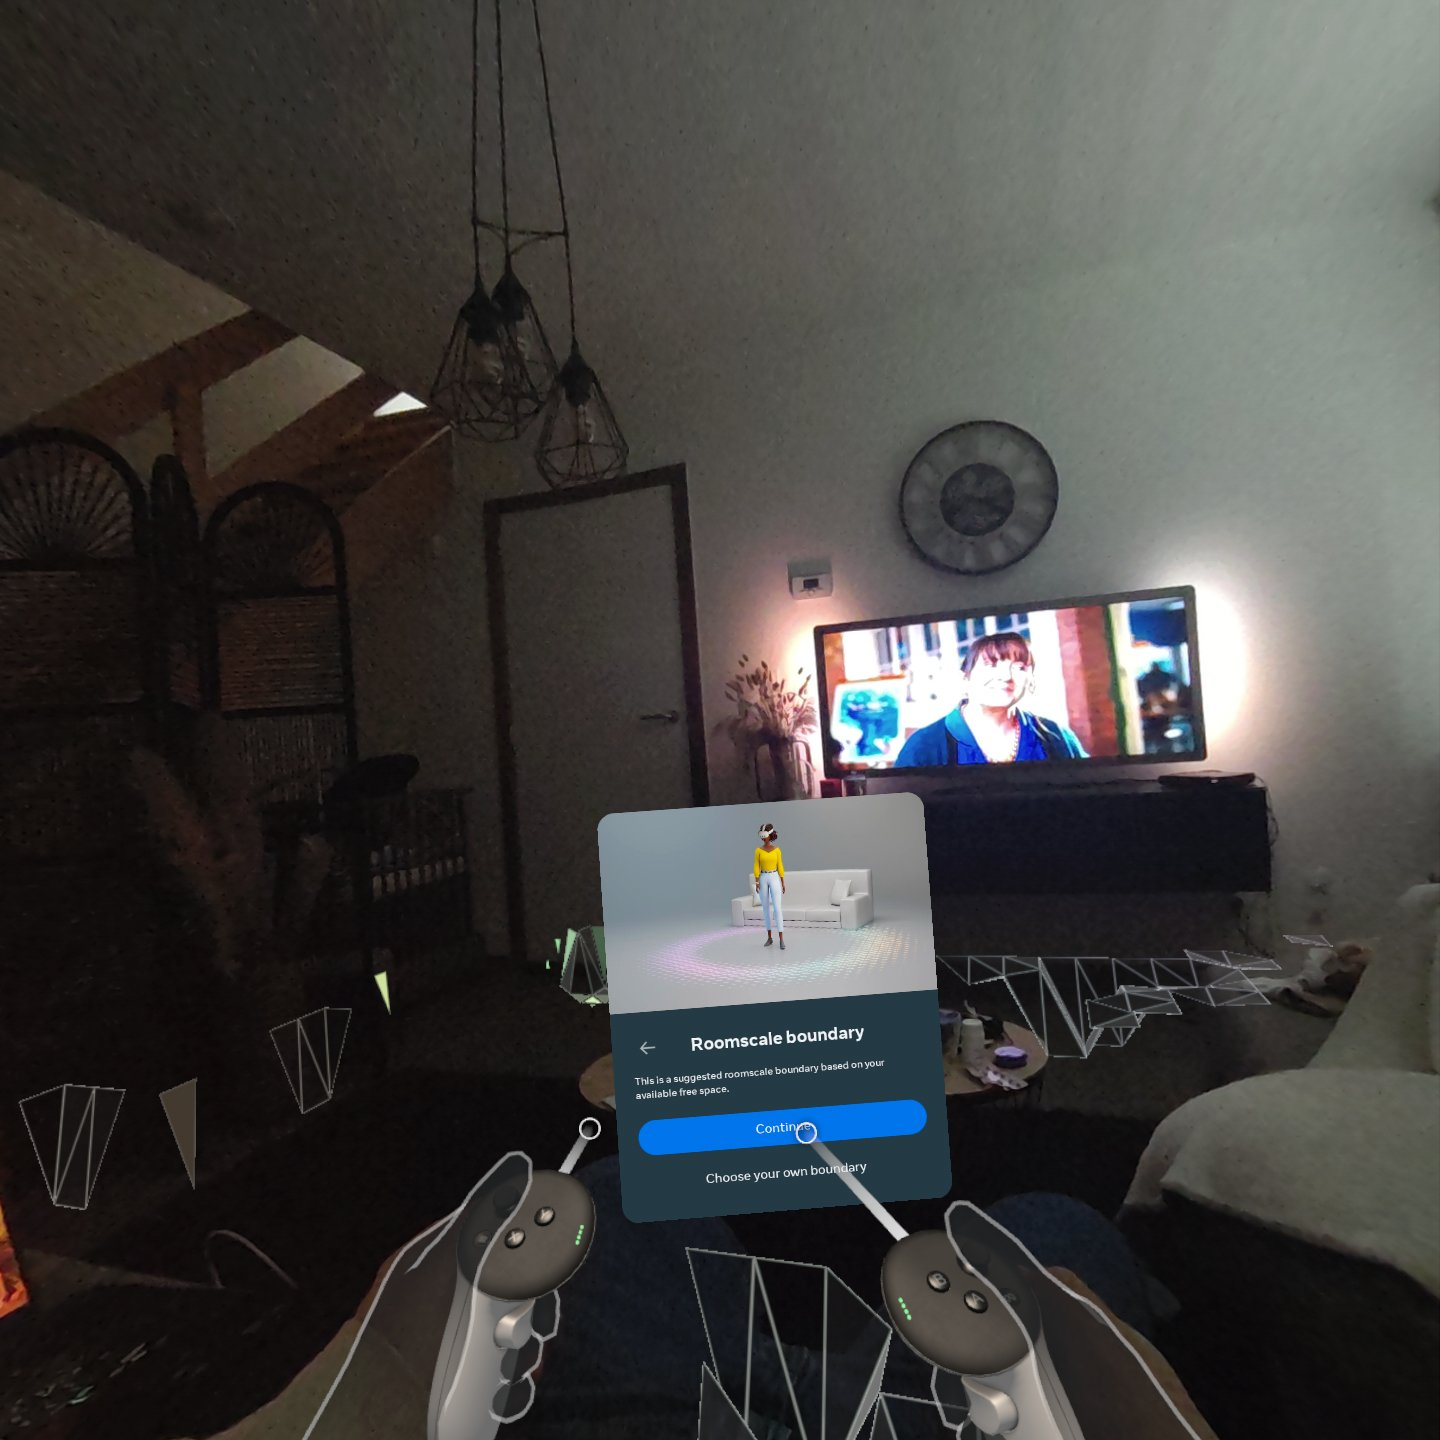 Roomscale boundary
This is a suggested roomscale boundary based on your
available free space.
Continue
Choose your own boundary
Y
X
B
A